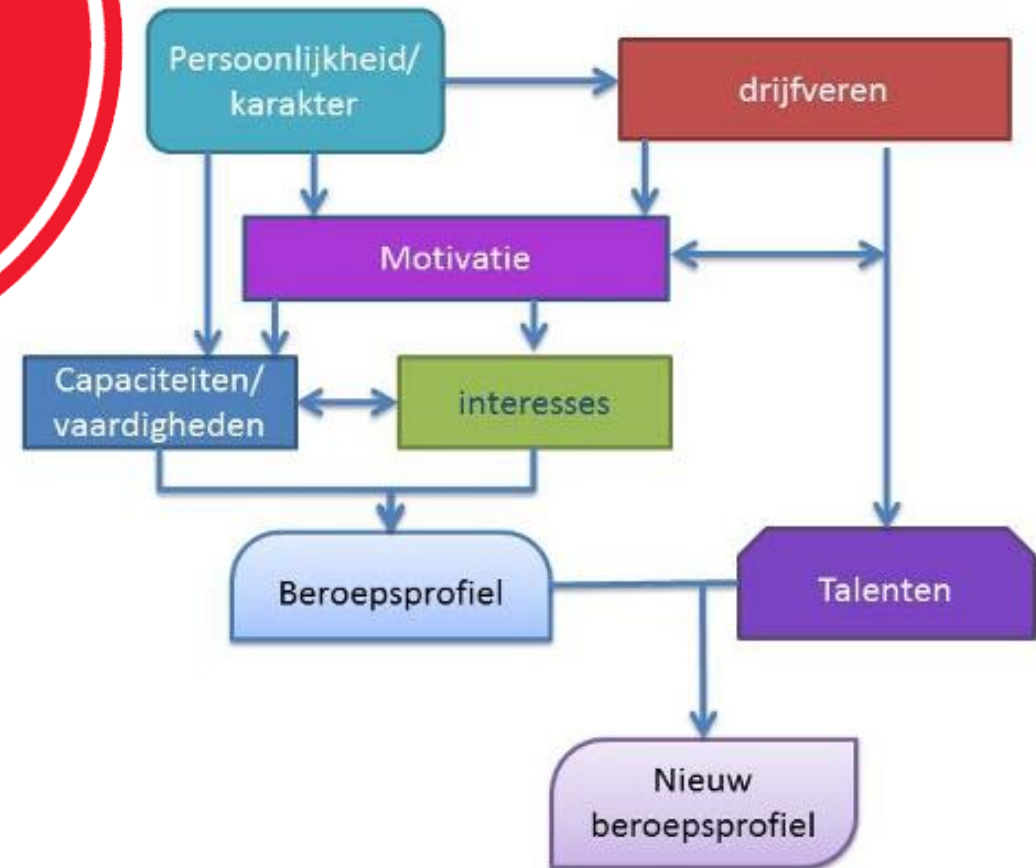 Persoonlijkheid/
karakter
drijfveren
Motivatie
Capaciteiten/
vaardigheden
interesses
Beroepsprofiel
Talenten
Nieuw
beroepsprofiel